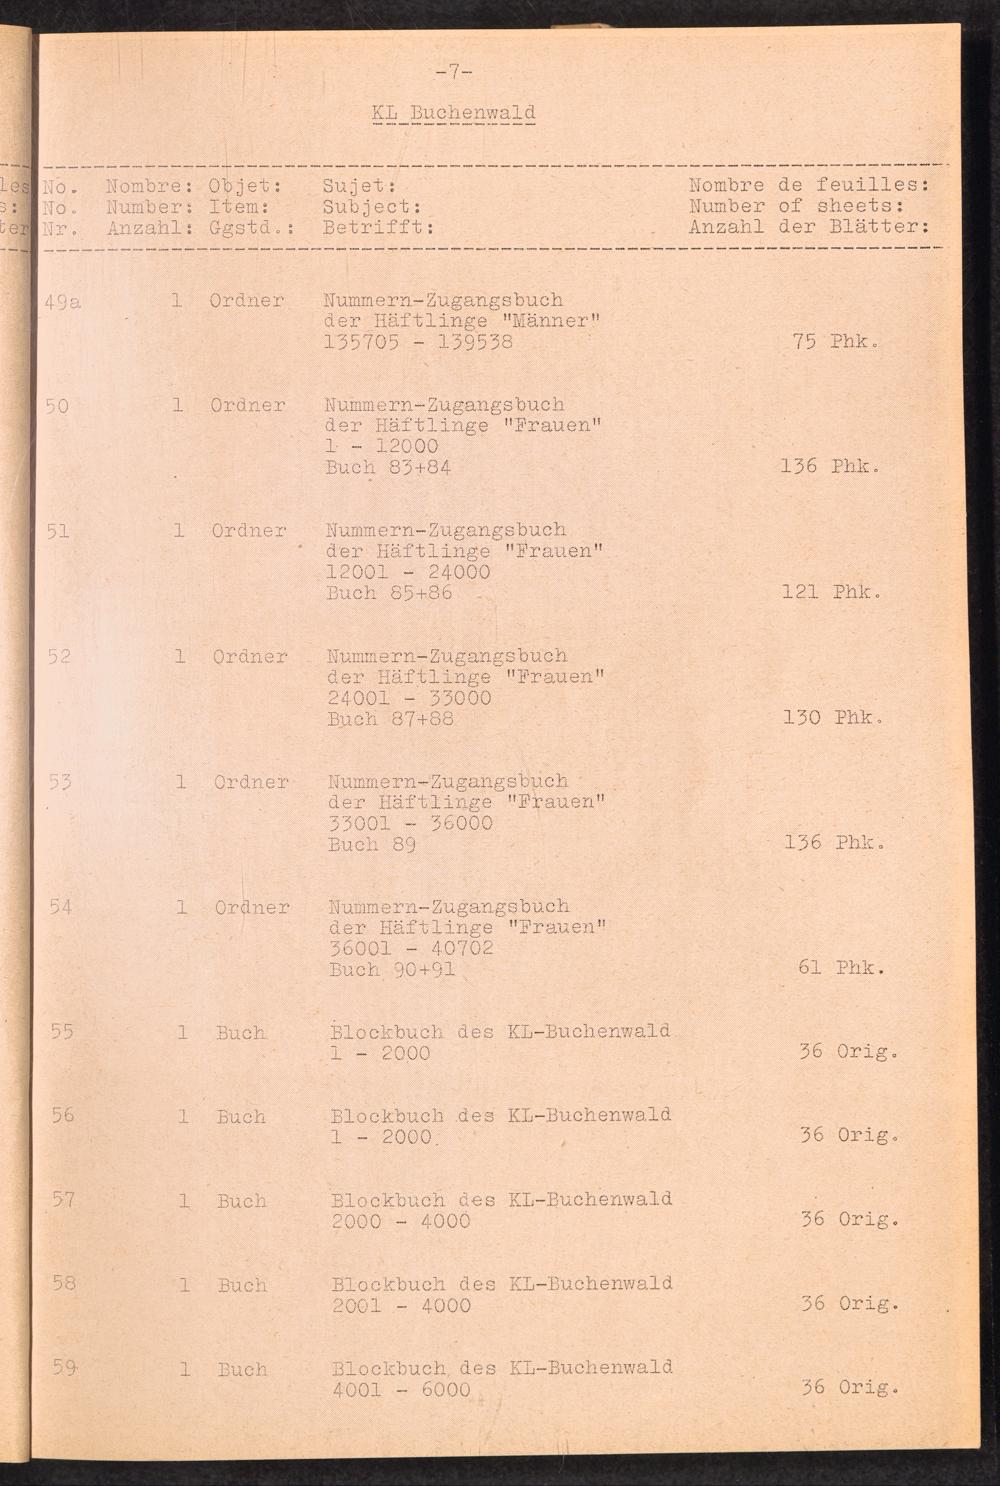 -7-
KL Buchenwald
No. Nombre: Objet: Sujet: Nombre de feuilles:
No. Number: Item: Subject: Number of sheets:
Nr. Anzahl: Ggstd.: Betrifft: Anzahl der Blätter:
49a 1 Ordner Nummern-Zugangsbuch
der Häftlinge "Männer"
135705 - 139538 75 Phk.
50 1 Ordner Nummern-Zugangsbuch
der Häftlinge "Frauen"
1 - 12000
Buch 83+84 136 Phk.
51 1 Ordner Nummern-Zugangsbuch
der Häftlinge "Frauen"
12001 - 24000
Buch 85+86 121 Phk.
52 1 Ordner Nummern-Zugangsbuch
der Häftlinge "Frauen"
24001 - 33000
Buch 87+88 130 Phk.
53 1 Ordner Nummern-Zugangsbuch
der Häftlinge "Frauen"
33001 - 36000
Buch 89 136 Phk.
54 1 Ordner Nummern-Zugangsbuch
der Häftlinge "Frauen"
36001 - 40702
Buch 90+91 61 Phk.
55 1 Buch Blockbuch des KL-Buchenwald
1 - 2000 36 Orig.
56 1 Buch Blockbuch des KL-Buchenwald
1 - 2000 36 Orig.
57 1 Buch Blockbuch des KL-Buchenwald
2000 - 4000 36 Orig.
58 1 Buch Blockbuch des KL-Buchenwald
2001 - 4000 36 Orig.
59 1 Buch Blockbuch des KL-Buchenwald
4001 - 6000 36 Orig.